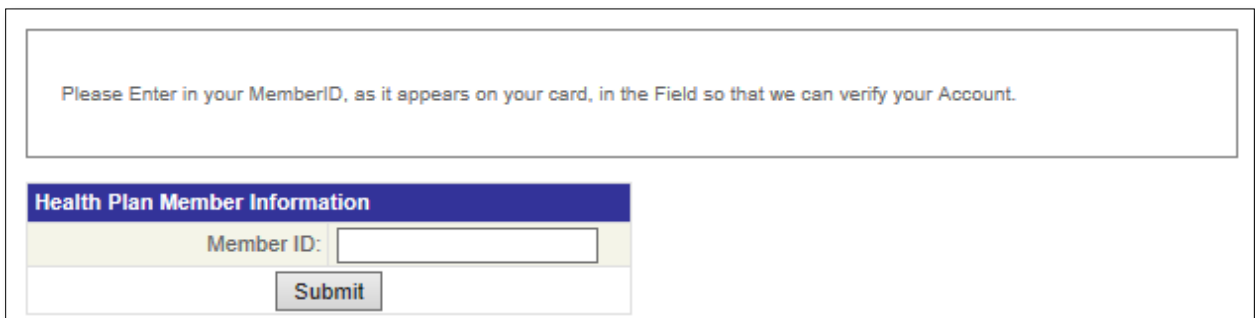 Please Enter in your MemberID, as it appears on your card, in the Field so that we can verify your Account.
Health Plan Member Information
Member ID:
Submit